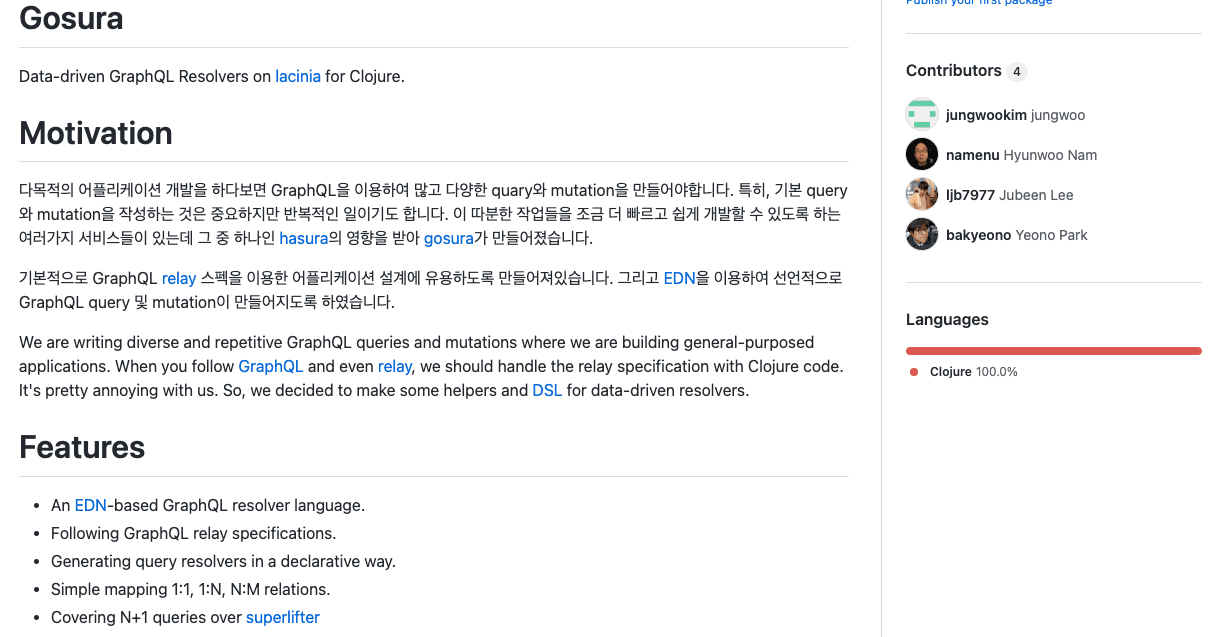 Gosura
Data-driven GraphQL Resolvers on lacinia for Clojure.
Motivation
다목적의 어플리케이션 개발을 하다보면 GraphQL을 이용하여 많고 다양한 quary와 mutation을 만들어야합니다. 특히, 기본 query
와 mutation을 작성하는 것은 중요하지만 반복적인 일이기도 합니다. 이 따분한 작업들을 조금 더 빠르고 쉽게 개발할 수 있도록 하는
여러가지 서비스들이 있는데 그 중 하나인 hasura의 영향을 받아 gosura가 만들어졌습니다.
기본적으로 GraphQL relay 스펙을 이용한 어플리케이션 설계에 유용하도록 만들어져있습니다. 그리고 EDN을 이용하여 선언적으로
GraphQL query 및 mutation이 만들어지도록 하였습니다.
We are writing diverse and repetitive GraphQL queries and mutations where we are building general-purposed
applications. When you follow GraphQL and even relay, we should handle the relay specification with Clojure code.
It's pretty annoying with us. So, we decided to make some helpers and DSL for data-driven resolvers.
Features
• An EDN-based GraphQL resolver language.
• Following GraphQL relay specifications.
• Generating query resolvers in a declarative way.
• Simple mapping 1:1, 1:N, N:M relations.
• Covering N+1 queries over superlifter
Publish your first package
Contributors 4
jungwookim jungwoo
namenu Hyunwoo Nam
ljb7977 Jubeen Lee
bakyeono Yeono Park
Languages
Clojure 100.0%